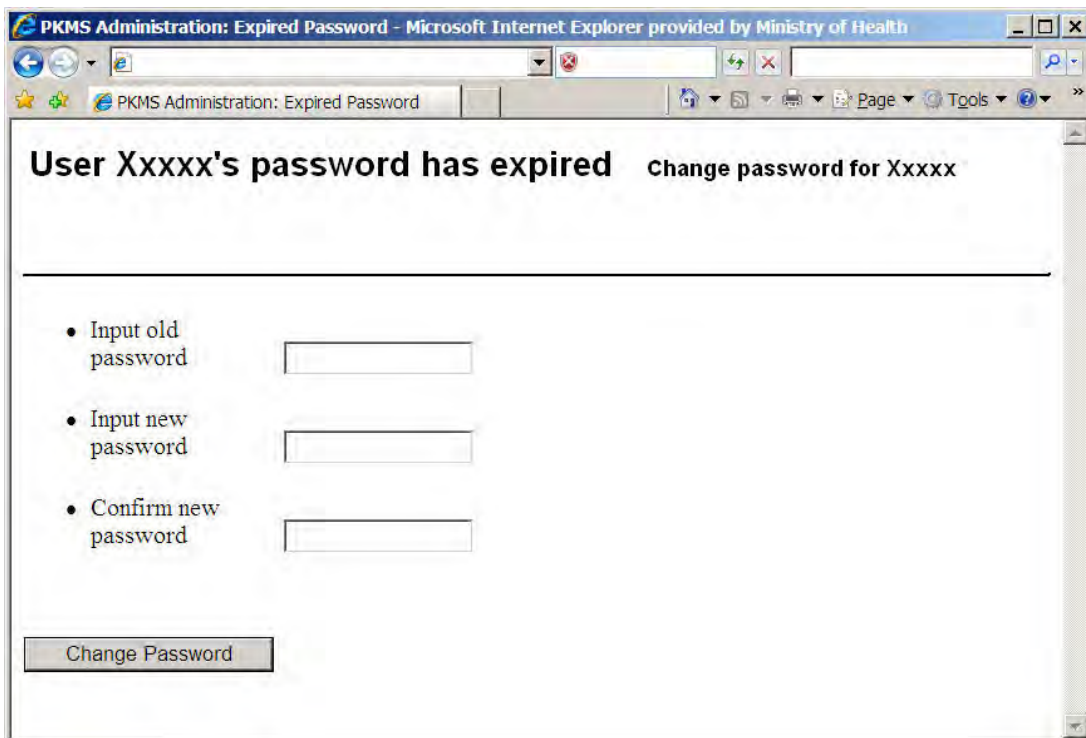 PKMS Administration: Expired Password - Microsoft Internet Explorer provided by Ministry of Health
PKMS Administration: Expired Password
Page Tools »
User Xxxxx's password has expired Change password for Xxxxx
• Input old
password
• Input new
password
• Confirm new
password
Change Password